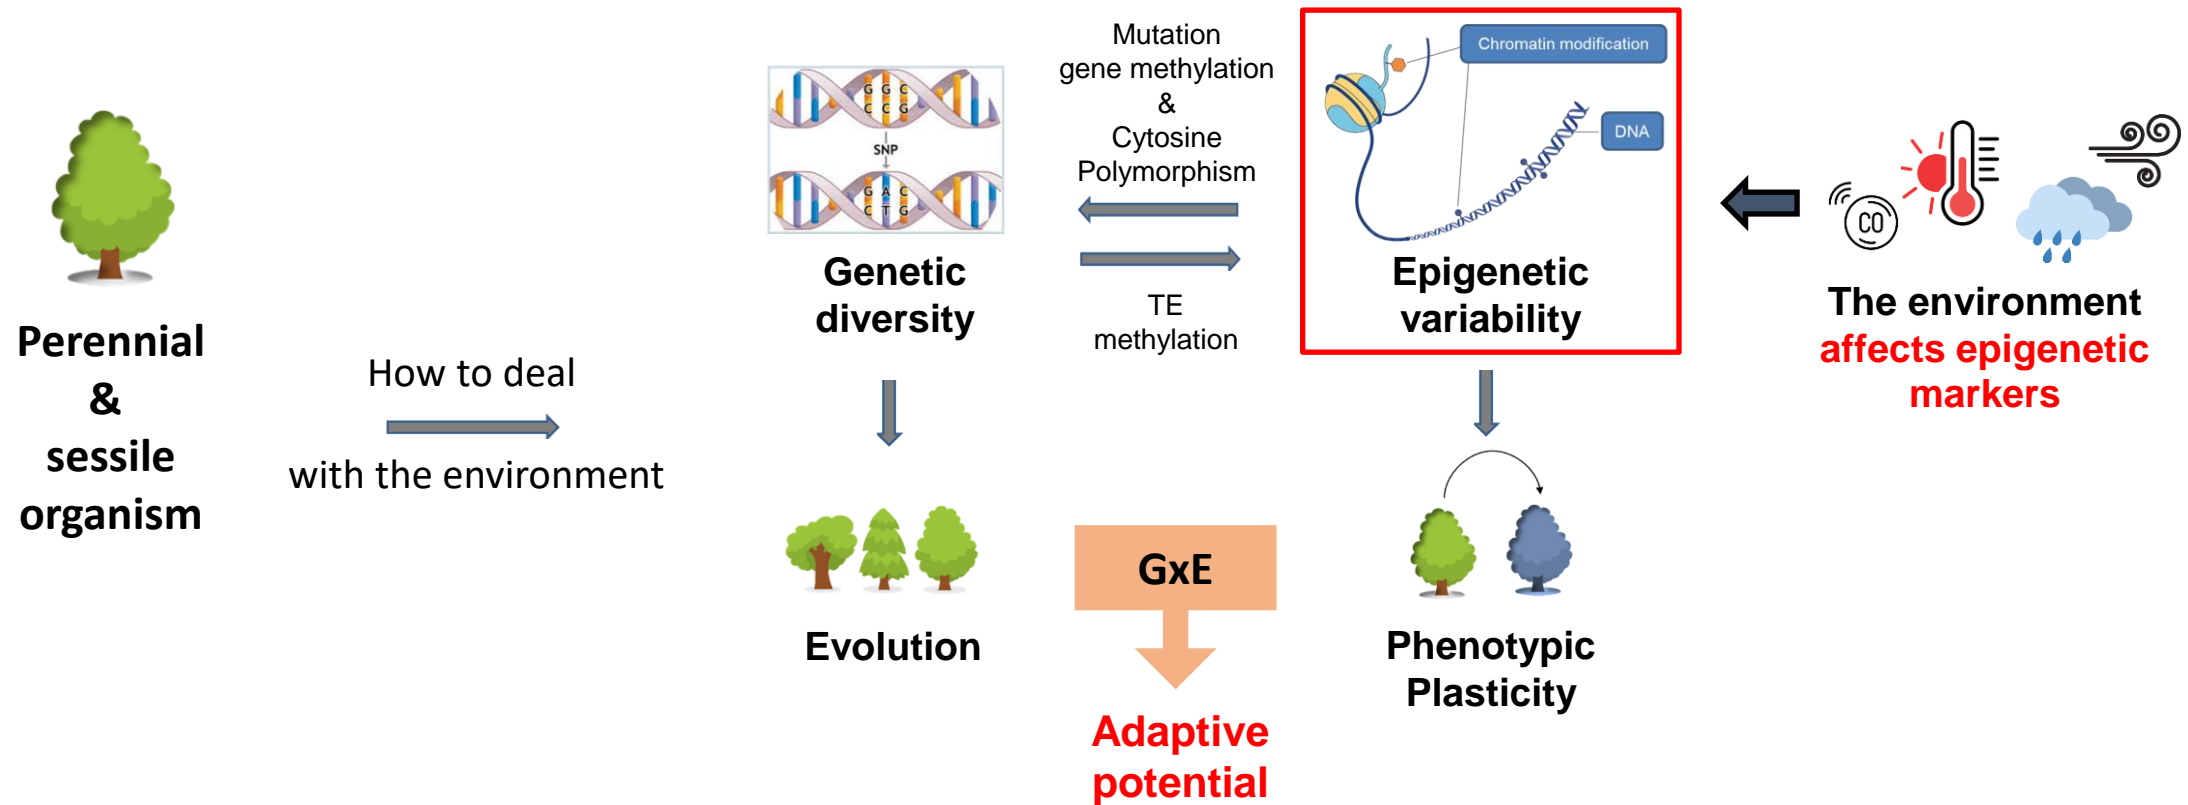 Perennial
&
sessile
organism
How to deal
with the environment
G G C
C C G
SNP
G A C
C T G
Genetic
diversity
Evolution
Mutation
gene methylation
&
Cytosine
Polymorphism
TE
methylation
GxE
Adaptive
potential
Chromatin modification
DNA
Epigenetic
variability
Phenotypic
Plasticity
CO
The environment
affects epigenetic
markers